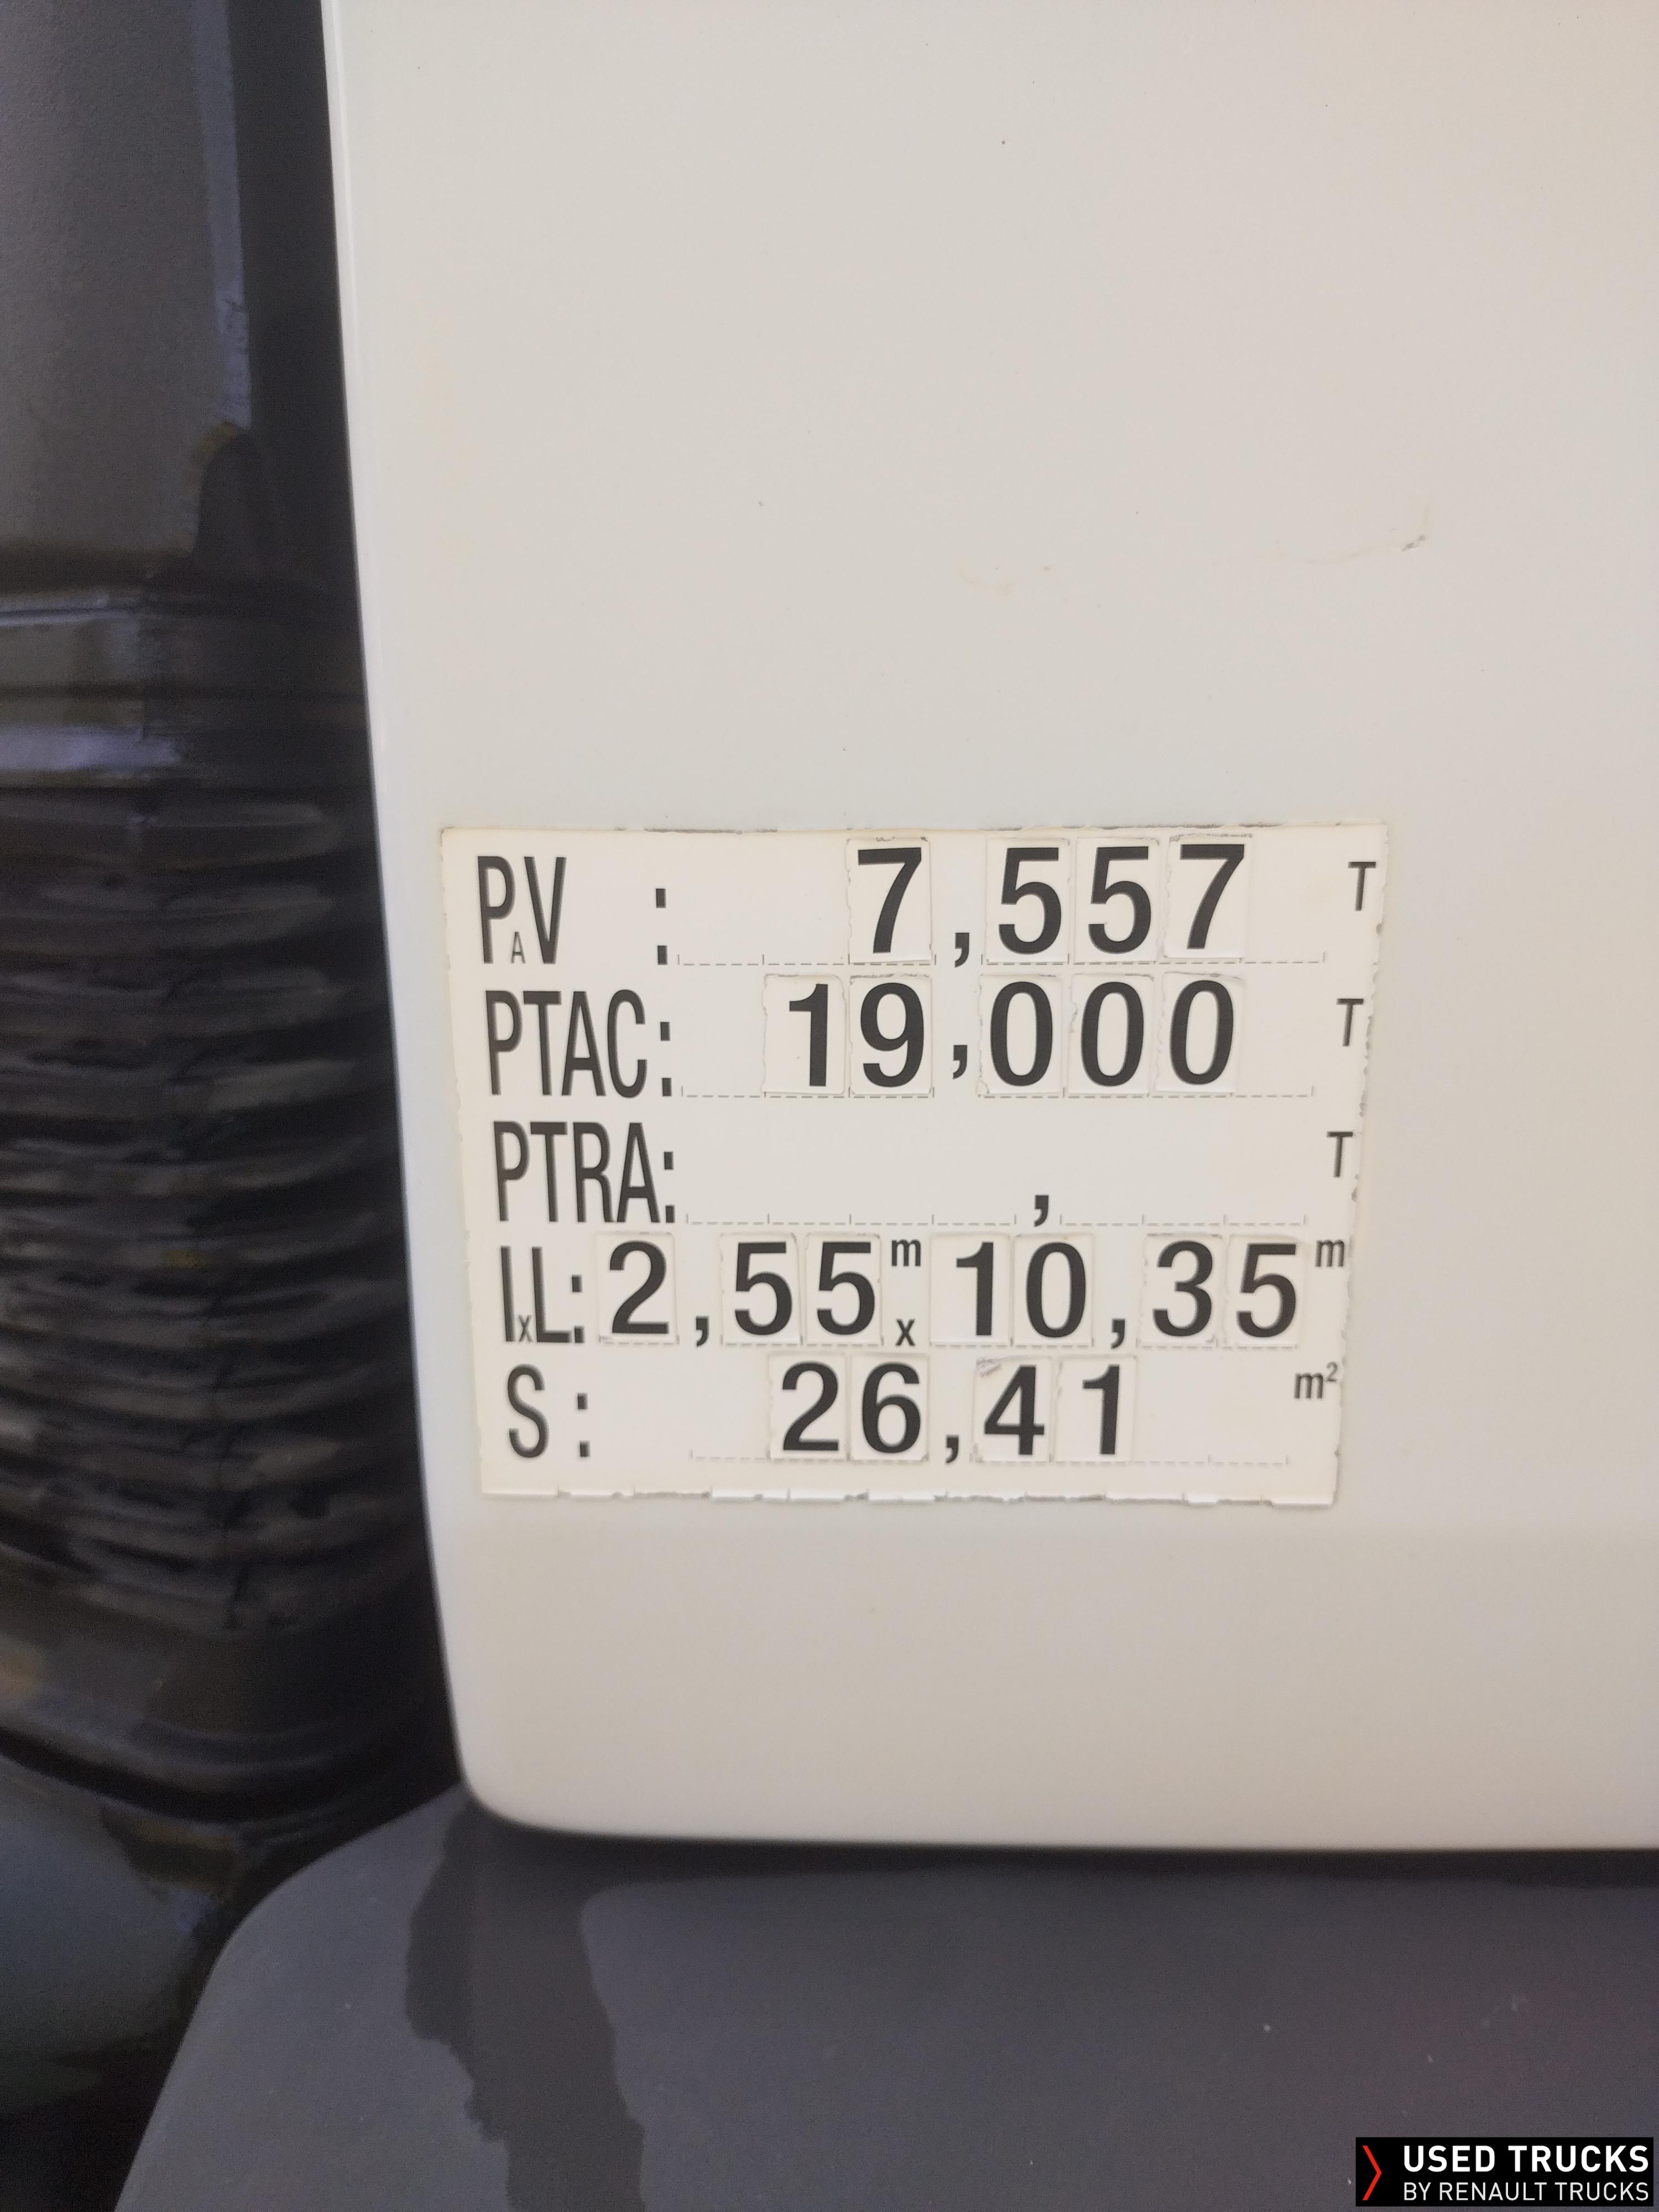 PAV : 7,557 T
PTAC: 19,000 T
PTRA: , T
lxL: 2,55 m x 10,35 m
S : 26,41 m²
USED TRUCKS
BY RENAULT TRUCKS